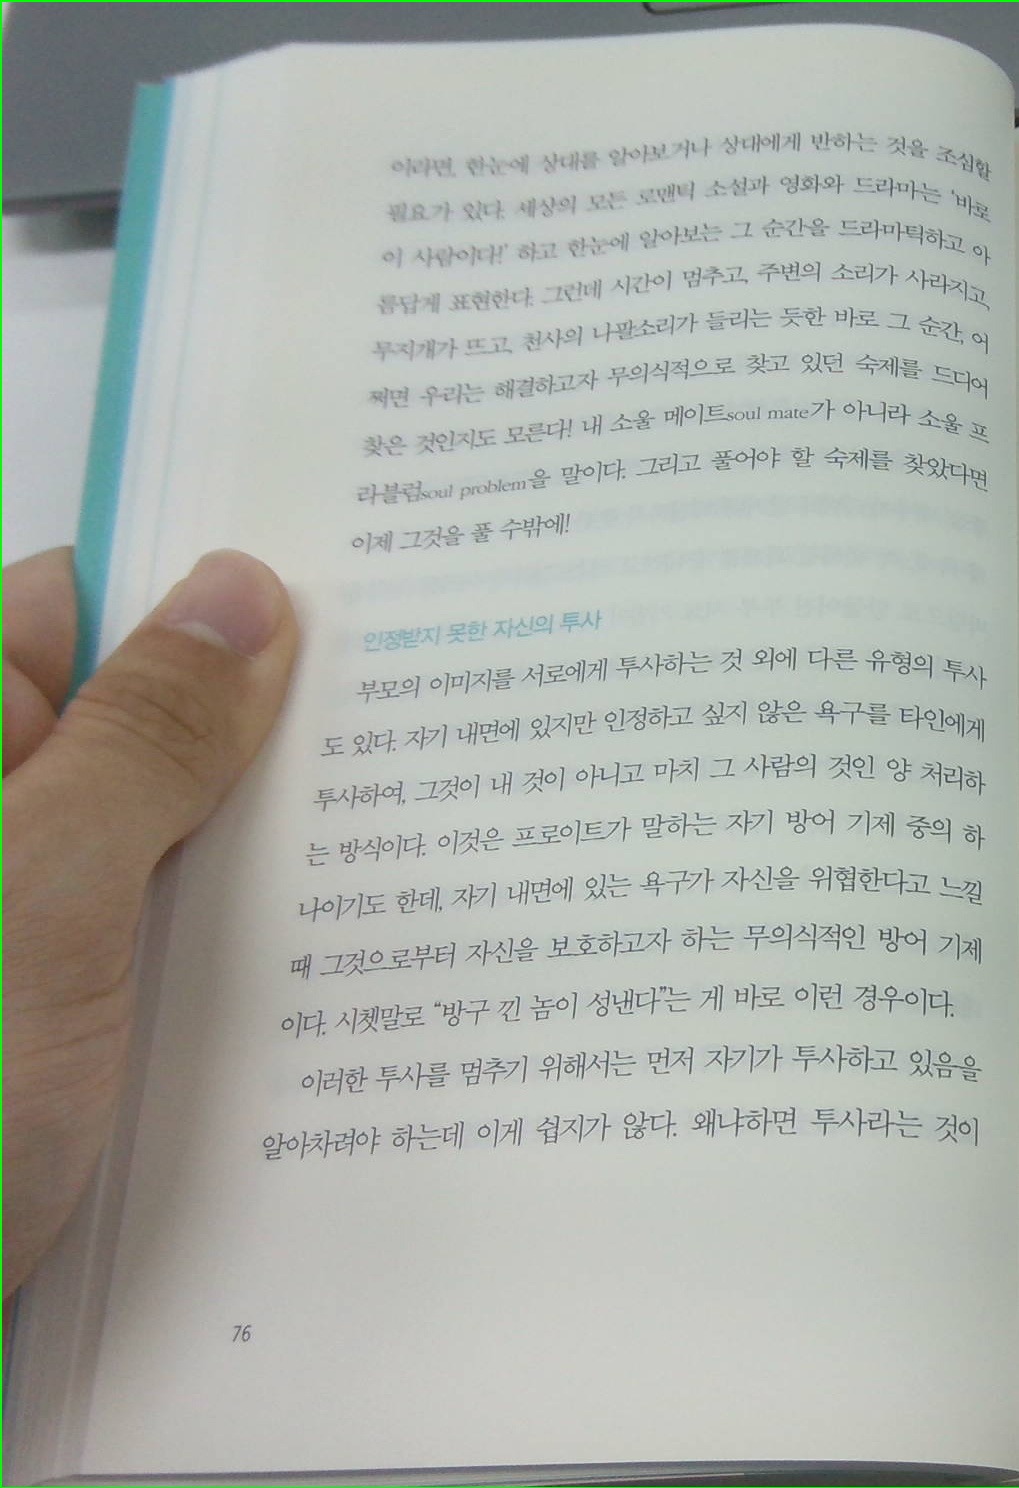 이라면, 한눈에 상대를 알아보거나 상대에게 반하는 것을 조심할
필요가 있다. 세상의 모든 로맨틱 소설과 영화와 드라마는 ‘바로
이 사람이다!’ 하고 한눈에 알아보는 그 순간을 드라마틱하고 아
름답게 표현한다. 그런데 시간이 멈추고, 주변의 소리가 사라지고,
무지개가 뜨고, 천사의 나팔소리가 들리는 듯한 바로 그 순간, 어
쩌면 우리는 해결하고자 무의식적으로 찾고 있던 숙제를 드디어
찾은 것인지도 모른다! 내 소울 메이트soul mate가 아니라 소울 프
라블럼soul problem을 말이다. 그리고 풀어야 할 숙제를 찾았다면
이제 그것을 풀 수밖에!
인정받지 못한 자신의 투사
부모의 이미지를 서로에게 투사하는 것 외에 다른 유형의 투사
도 있다. 자기 내면에 있지만 인정하고 싶지 않은 욕구를 타인에게
투사하여, 그것이 내 것이 아니고 마치 그 사람의 것인 양 처리하
는 방식이다. 이것은 프로이트가 말하는 자기 방어 기제 중의 하
나이기도 한데, 자기 내면에 있는 욕구가 자신을 위협한다고 느낄
때 그것으로부터 자신을 보호하고자 하는 무의식적인 방어 기제
이다. 시쳇말로 “방구 낀 놈이 성낸다”는 게 바로 이런 경우이다.
이러한 투사를 멈추기 위해서는 먼저 자기가 투사하고 있음을
알아차려야 하는데 이게 쉽지가 않다. 왜냐하면 투사라는 것이
76